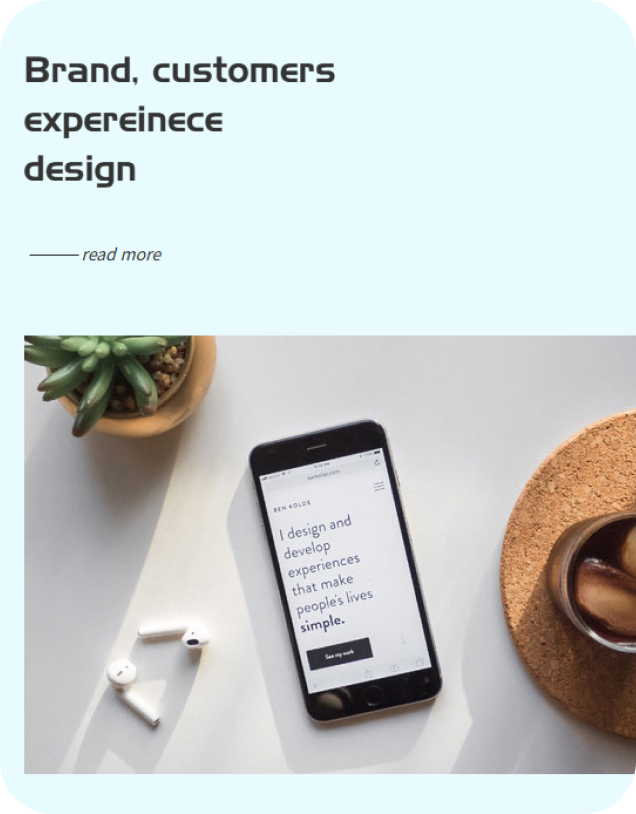 Brand, customers
expereinece
design
read more
BEN KOLDE
I design and
develop
experiences
that make
people's lives
simple.
See my work